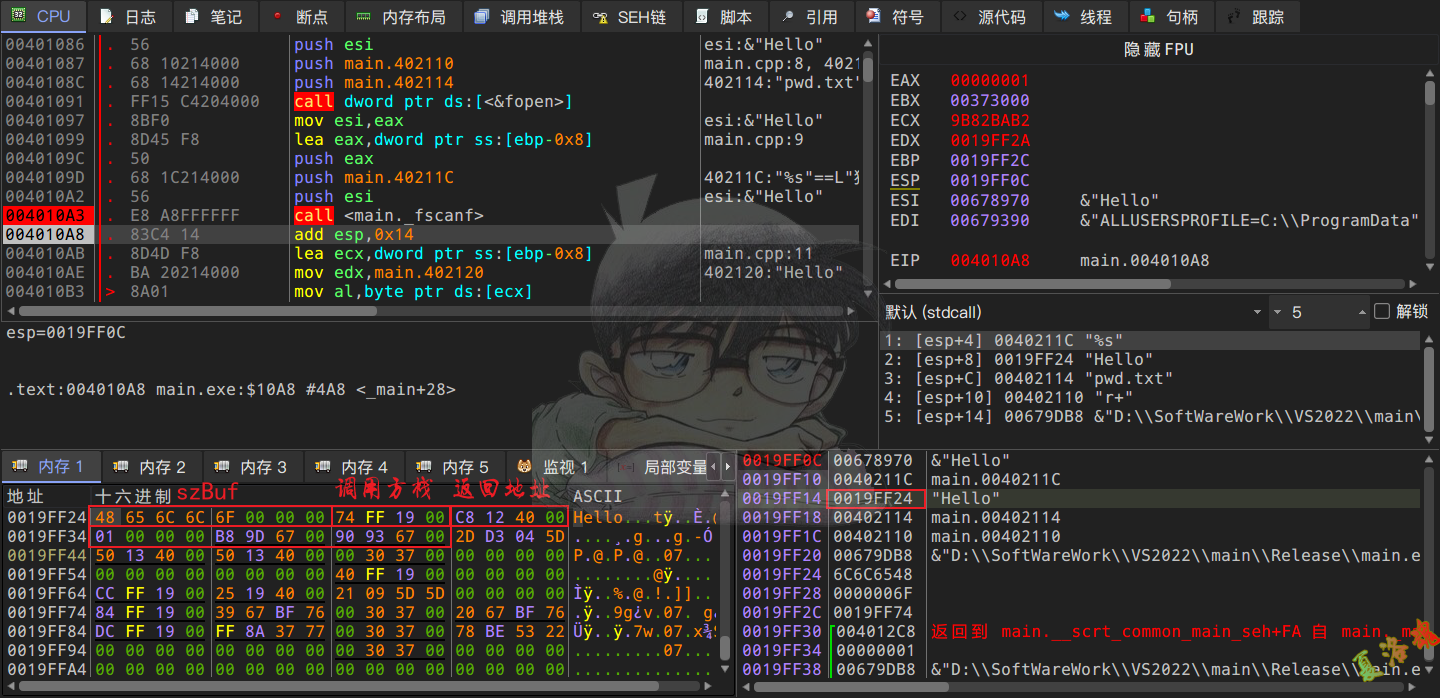 CPU 日志 笔记 断点 内存布局 调用堆栈 SEH链 脚本 引用 符号 源代码 线程 句柄 跟踪
00401086 . 56 push esi esi:&"Hello"
00401087 . 68 10214000 push main.402110 main.cpp:8, 4021
0040108C . 68 14214000 push main.402114 402114:"pwd.txt"
00401091 . FF15 C4204000 call dword ptr ds:[<&fopen>]
00401097 . 8BF0 mov esi,eax esi:&"Hello"
00401099 . 8D45 F8 lea eax,dword ptr ss:[ebp-0x8] main.cpp:9
0040109C . 50 push eax
0040109D . 68 1C214000 push main.40211C 40211C:"%s"==L"
004010A2 . 56 push esi esi:&"Hello"
004010A3 . E8 A8FFFFFF call <main._fscanf>
004010A8 . 83C4 14 add esp,0x14
004010AB . 8D4D F8 lea ecx,dword ptr ss:[ebp-0x8] main.cpp:11
004010AE . BA 20214000 mov edx,main.402120 402120:"Hello"
004010B3 > 8A01 mov al,byte ptr ds:[ecx]
隐藏FPU
EAX 00000001
EBX 00373000
ECX 9B82BAB2
EDX 0019FF2A
EBP 0019FF2C
ESP 0019FF0C
ESI 00678970 &"Hello"
EDI 00679390 &"ALLUSERSPROFILE=C:\\ProgramData"
EIP 004010A8 main.004010A8
esp=0019FF0C
.text:004010A8 main.exe:$10A8 #4A8 <_main+28>
默认 (stdcall) 5 解锁
1: [esp+4] 0040211C "%s"
2: [esp+8] 0019FF24 "Hello"
3: [esp+C] 00402114 "pwd.txt"
4: [esp+10] 00402110 "r+"
5: [esp+14] 00679DB8 &"D:\\SoftWareWork\\VS2022\\main\
内存 1 内存 2 内存 3 内存 4 内存 5 监视 1 局部变量
地址 十六进制 szBuf 调用方栈 返回地址 ASCII
0019FF24 48 65 6C 6C 6F 00 00 00 74 FF 19 00 C8 12 40 00 Hello...tÿ..È.@
0019FF34 01 00 00 00 B8 9D 67 00 90 93 67 00 2D D3 04 5D ....¸.g...g.-Ó
0019FF44 50 13 40 00 50 13 40 00 00 30 37 00 00 00 00 00 P.@.P.@..07.....
0019FF54 00 00 00 00 00 00 00 00 40 FF 19 00 00 00 00 00 ........@ÿ.....
0019FF64 CC FF 19 00 25 19 40 00 21 09 5D 5D 00 00 00 00 Ìÿ..%.@.!.]]....
0019FF74 84 FF 19 00 39 67 BF 76 00 30 37 00 20 67 BF 76 .ÿ..9g¿v.07. g¿
0019FF84 DC FF 19 00 FF 8A 37 77 00 30 37 00 78 BE 53 22 Üÿ..ÿ.7w.07.x¾S
0019FF94 00 00 00 00 00 00 00 00 00 30 37 00 00 00 00 00 .........07.....
0019FFA4 00 00 00 00 00 00 00 00 00 00 00 00 00 00 00 00 ...............
0019FF0C 00678970 &"Hello"
0019FF10 0040211C main.0040211C
0019FF14 0019FF24 "Hello"
0019FF18 00402114 main.00402114
0019FF1C 00402110 main.00402110
0019FF20 00679DB8 &"D:\\SoftWareWork\\VS2022\\main\\Release\\main.e
0019FF24 6C6C6548
0019FF28 0000006F
0019FF2C 0019FF74
0019FF30 004012C8 返回到 main.__scrt_common_main_seh+FA 自 main._m
0019FF34 00000001
0019FF38 00679DB8 &"D:\\SoftWareWork\\VS2022\\main\\Release\\main.e